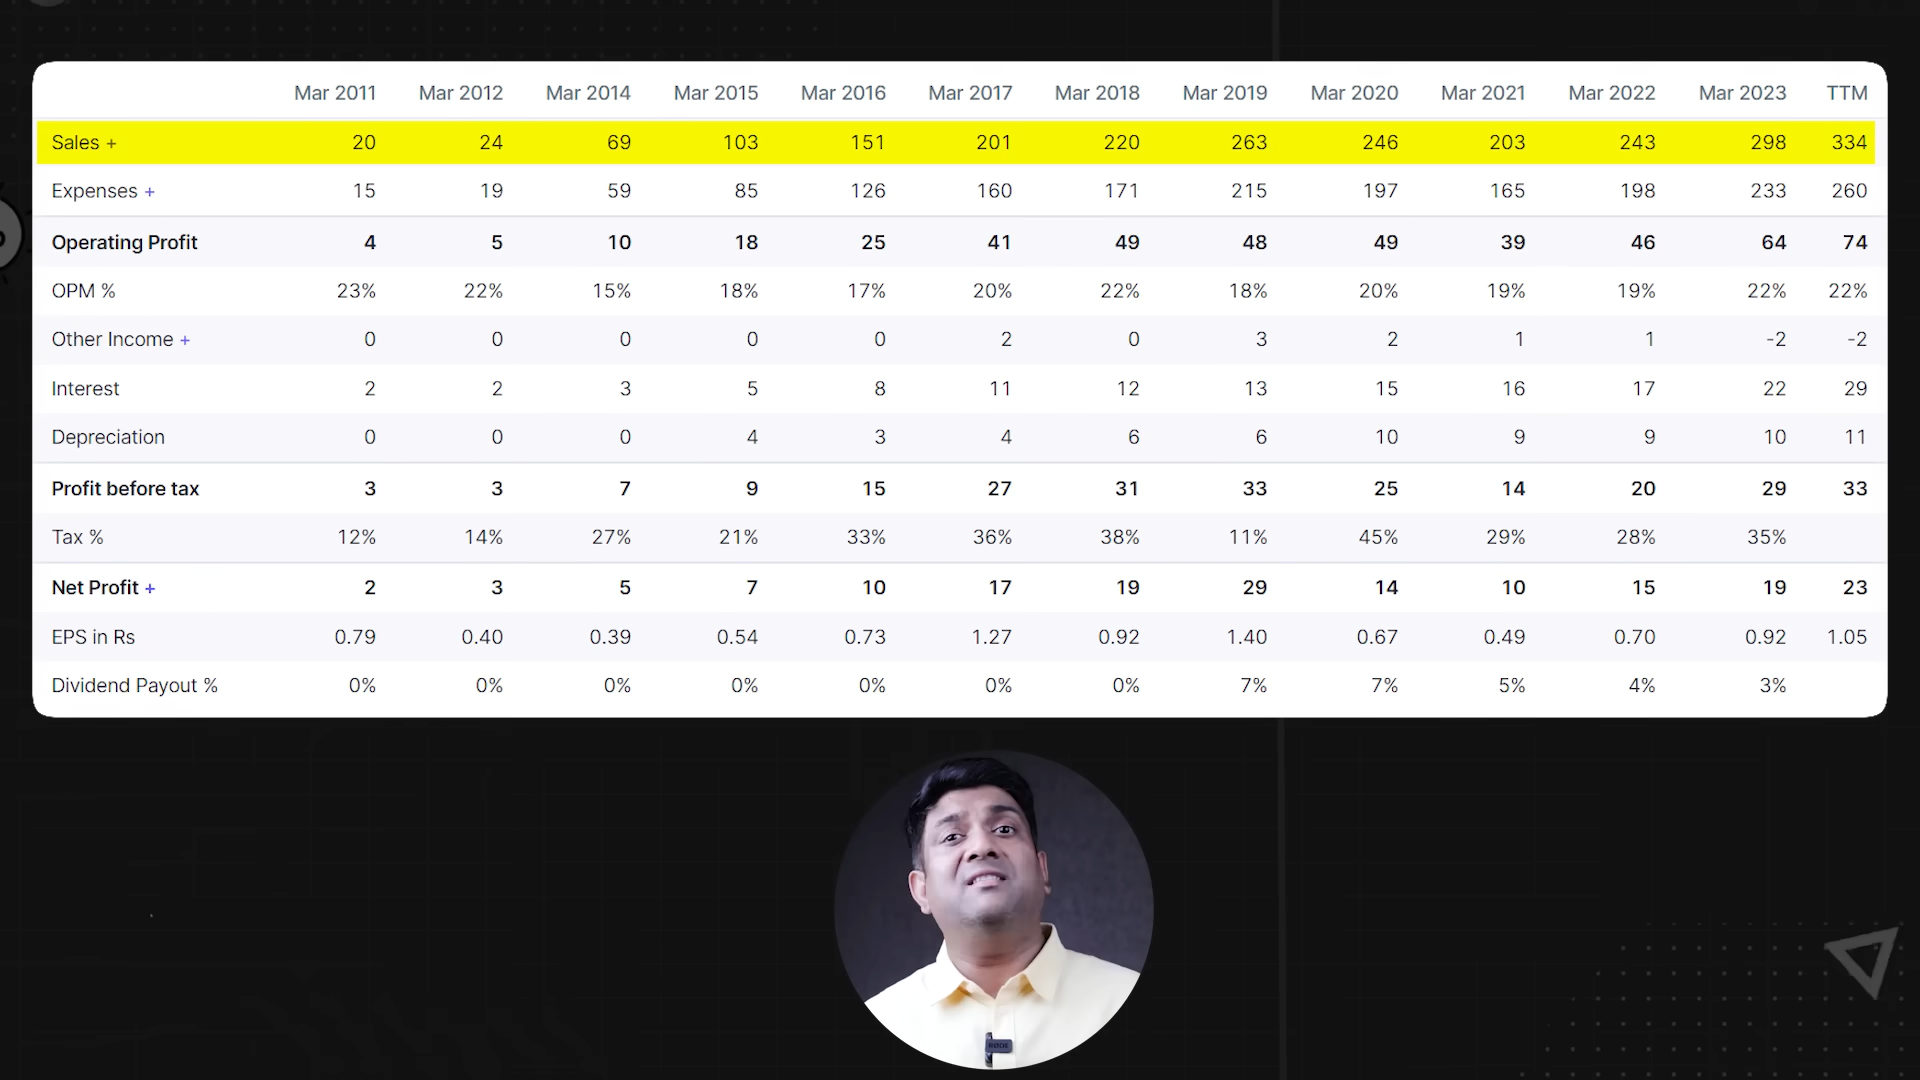 Mar 2011 Mar 2012 Mar 2014 Mar 2015 Mar 2016 Mar 2017 Mar 2018 Mar 2019 Mar 2020 Mar 2021 Mar 2022 Mar 2023 TTM
Sales + 20 24 69 103 151 201 220 263 246 203 243 298 334
Expenses + 15 19 59 85 126 160 171 215 197 165 198 233 260
Operating Profit 4 5 10 18 25 41 49 48 49 39 46 64 74
OPM % 23% 22% 15% 18% 17% 20% 22% 18% 20% 19% 19% 22% 22%
Other Income + 0 0 0 0 0 2 0 3 2 1 1 -2 -2
Interest 2 2 3 5 8 11 12 13 15 16 17 22 29
Depreciation 0 0 0 4 3 4 6 6 10 9 9 10 11
Profit before tax 3 3 7 9 15 27 31 33 25 14 20 29 33
Tax % 12% 14% 27% 21% 33% 36% 38% 11% 45% 29% 28% 35%
Net Profit + 2 3 5 7 10 17 19 29 14 10 15 19 23
EPS in Rs 0.79 0.40 0.39 0.54 0.73 1.27 0.92 1.40 0.67 0.49 0.70 0.92 1.05
Dividend Payout % 0% 0% 0% 0% 0% 0% 0% 7% 7% 5% 4% 3%
RODE